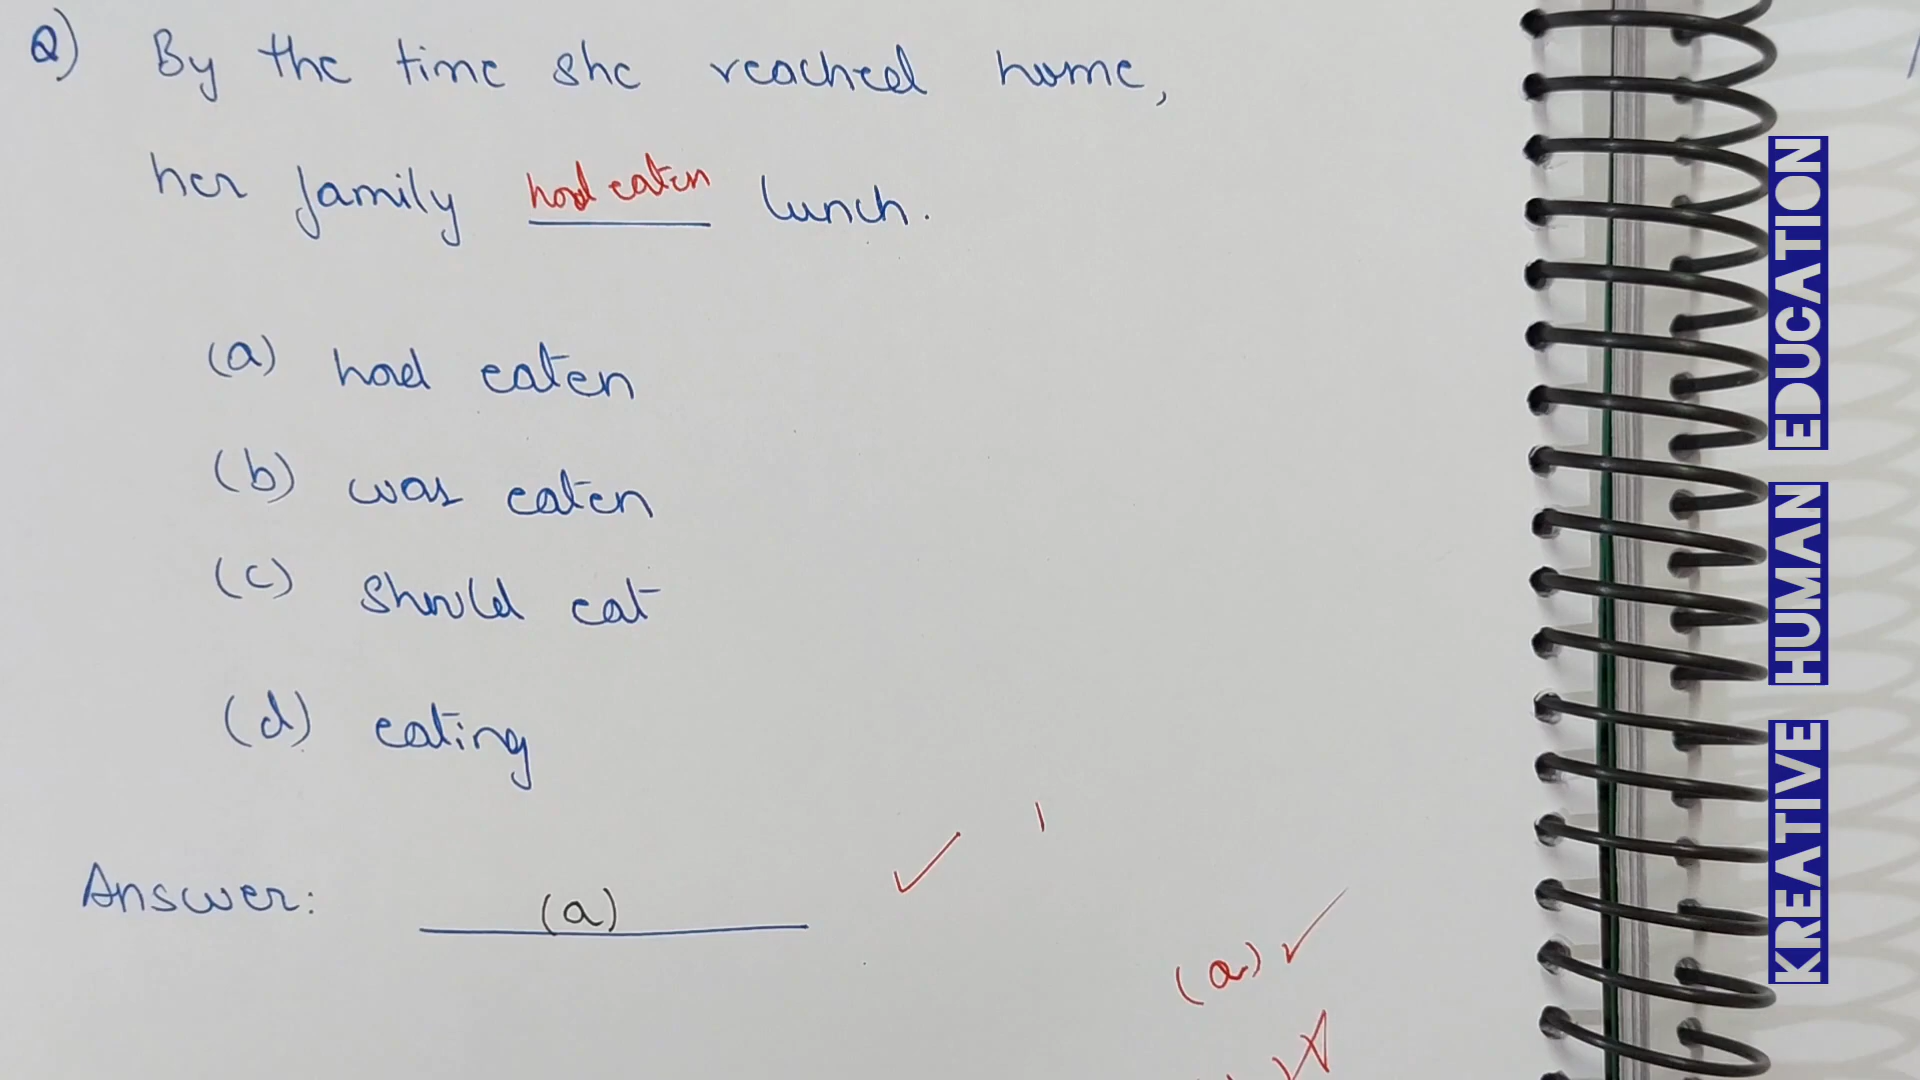 Q) By the time she reached home,
her family had eaten lunch.
(a) had eaten
(b) was eaten
(c) should eat
(d) eating
Answer: (a)
(a)
KREATIVE HUMAN EDUCATION